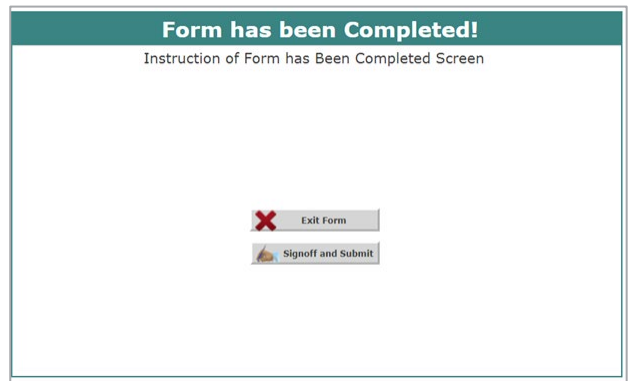 Form has been Completed!
Instruction of Form has Been Completed Screen
Exit Form
Signoff and Submit